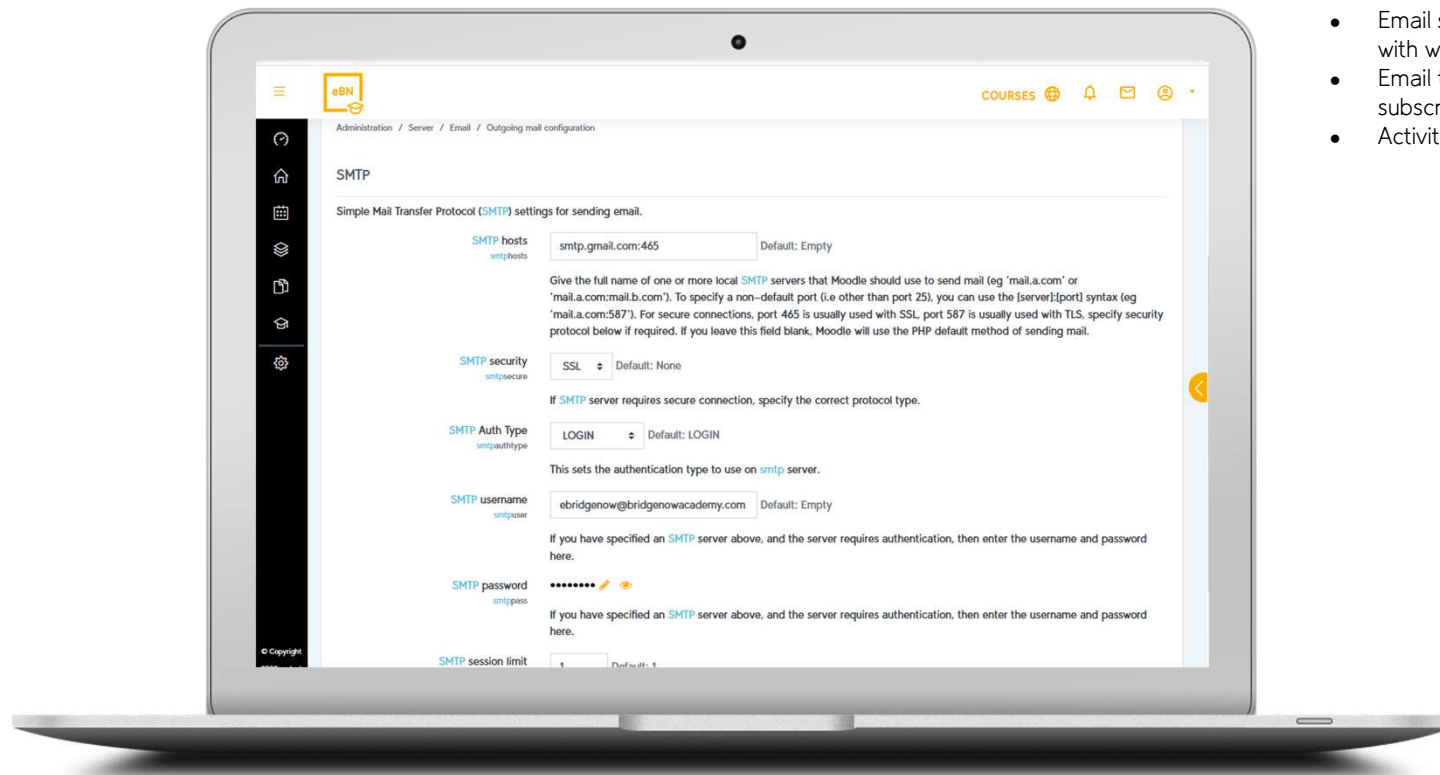 • Email
with
• Email
subscr
• Activit
eBN
COURSES
Administration / Server / Email / Outgoing mail configuration
SMTP
Simple Mail Transfer Protocol (SMTP) settings for sending email.
SMTP hosts
smtphosts
smtp.gmail.com:465 Default: Empty
Give the full name of one or more local SMTP servers that Moodle should use to send mail (eg 'mail.a.com' or
'mail.a.com;mail.b.com'). To specify a non-default port (i.e other than port 25), you can use the [server]:[port] syntax (eg
'mail.a.com:587'). For secure connections, port 465 is usually used with SSL, port 587 is usually used with TLS, specify security
protocol below if required. If you leave this field blank, Moodle will use the PHP default method of sending mail.
SMTP security
smtpsecure
SSL Default: None
If SMTP server requires secure connection, specify the correct protocol type.
SMTP Auth Type
smtpauthtype
LOGIN Default: LOGIN
This sets the authentication type to use on smtp server.
SMTP username
smtpuser
ebridgenow@bridgenowacademy.com Default: Empty
If you have specified an SMTP server above, and the server requires authentication, then enter the username and password
here.
SMTP password
smtppass
••••••••
If you have specified an SMTP server above, and the server requires authentication, then enter the username and password
here.
SMTP session limit
1 Default: 1
© Copyright